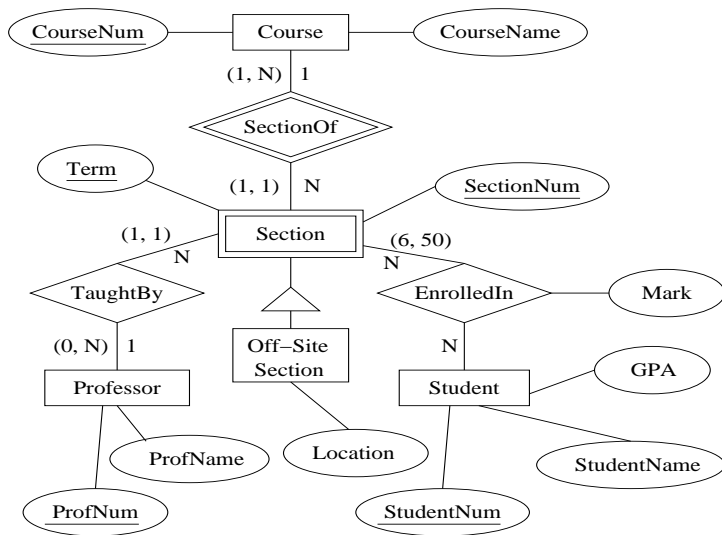 CourseNum
Course
CourseName
(1, N)
1
SectionOf
Term
(1, 1)
N
SectionNum
(1, 1)
N
Section
(6, 50)
N
TaughtBy
EnrolledIn
Mark
(0, N)
1
Off-Site
Section
N
GPA
Professor
Student
ProfName
Location
StudentName
ProfNum
StudentNum